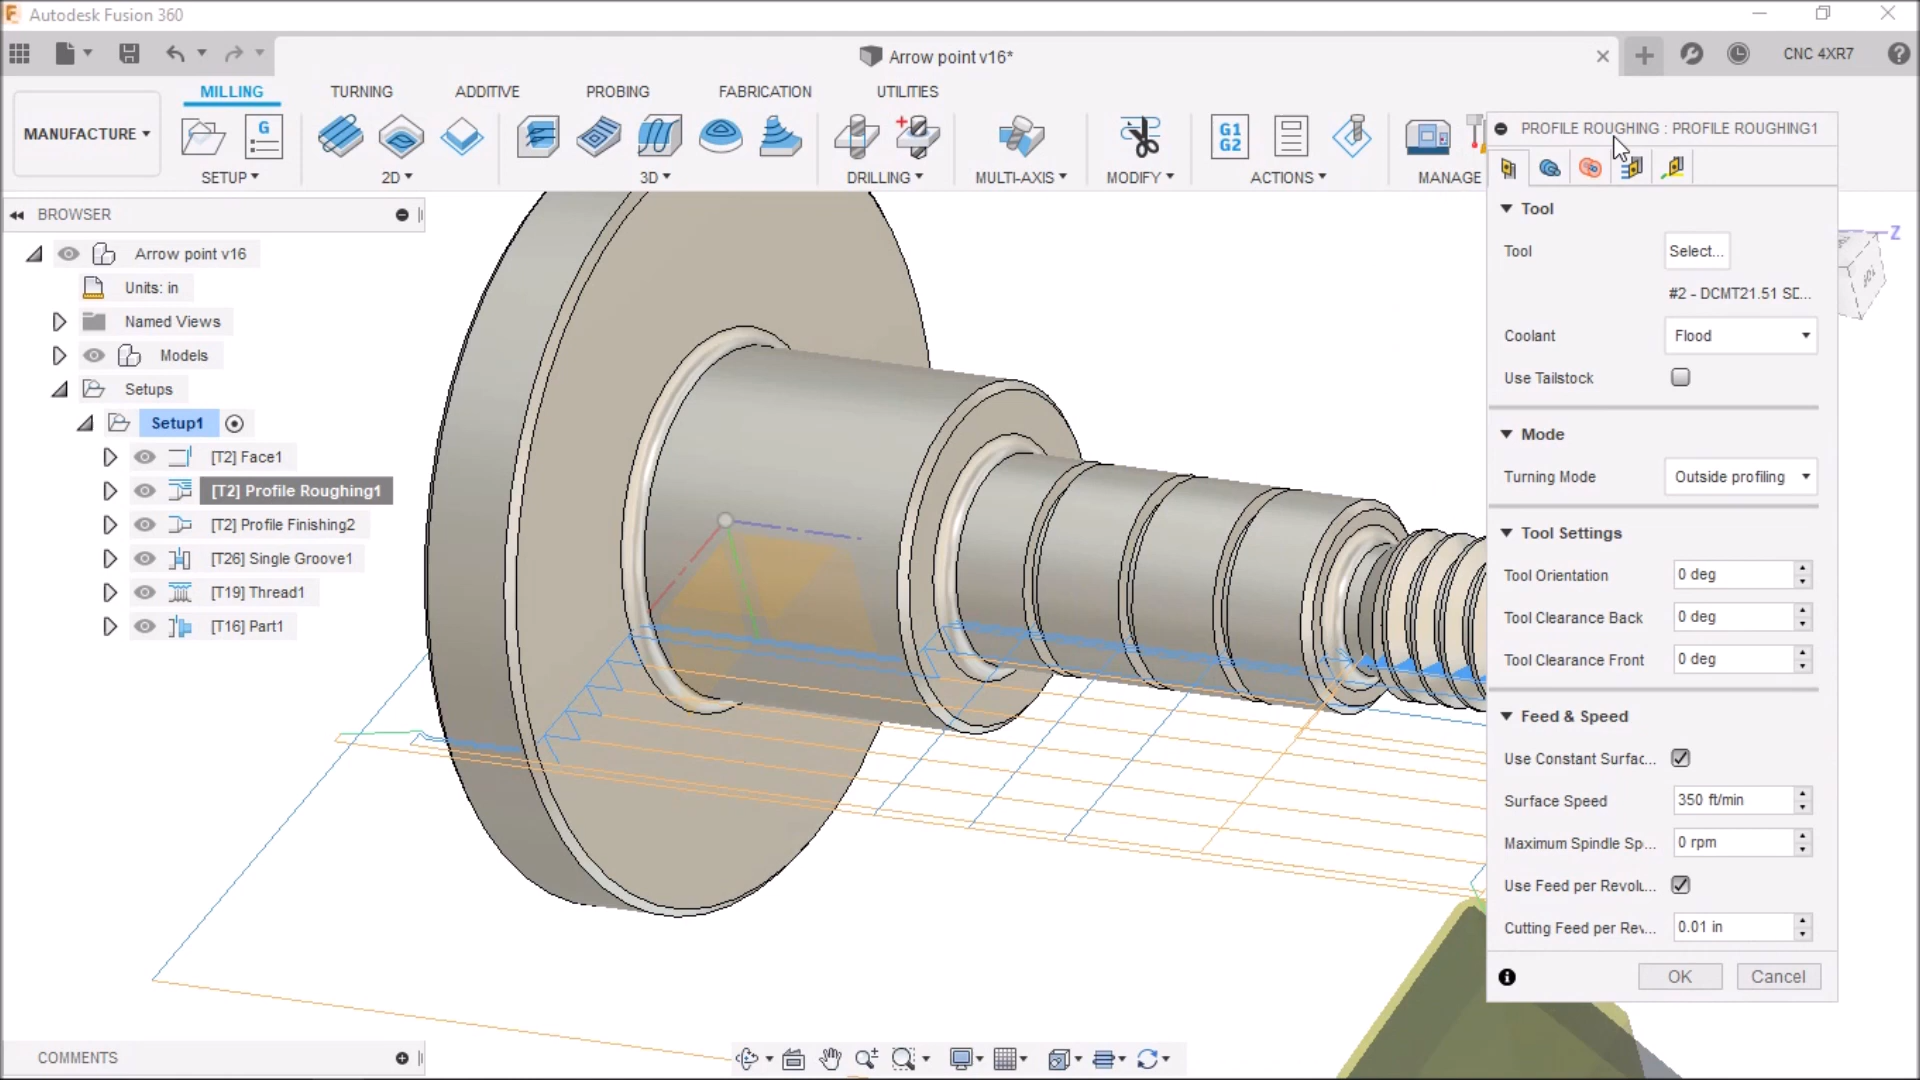 Autodesk Fusion 360
Arrow point v16*
CNC 4XR7
MANUFACTURE
MILLING
TURNING
ADDITIVE
PROBING
FABRICATION
UTILITIES
G
G1
G2
SETUP
2D
3D
DRILLING
MULTI-AXIS
MODIFY
ACTIONS
MANAGE
BROWSER
Arrow point v16
Units: in
Named Views
Models
Setups
Setup1
[T2] Face1
[T2] Profile Roughing1
[T2] Profile Finishing2
[T26] Single Groove1
[T19] Thread1
[T16] Part1
COMMENTS
PROFILE ROUGHING : PROFILE ROUGHING1
Tool
Tool Select...
#2 - DCMT21.51 SE...
Coolant Flood
Use Tailstock
Mode
Turning Mode Outside profiling
Tool Settings
Tool Orientation 0 deg
Tool Clearance Back 0 deg
Tool Clearance Front 0 deg
Feed & Speed
Use Constant Surfac...
Surface Speed 350 ft/min
Maximum Spindle Sp... 0 rpm
Use Feed per Revolu...
Cutting Feed per Rev... 0.01 in
OK Cancel
Z